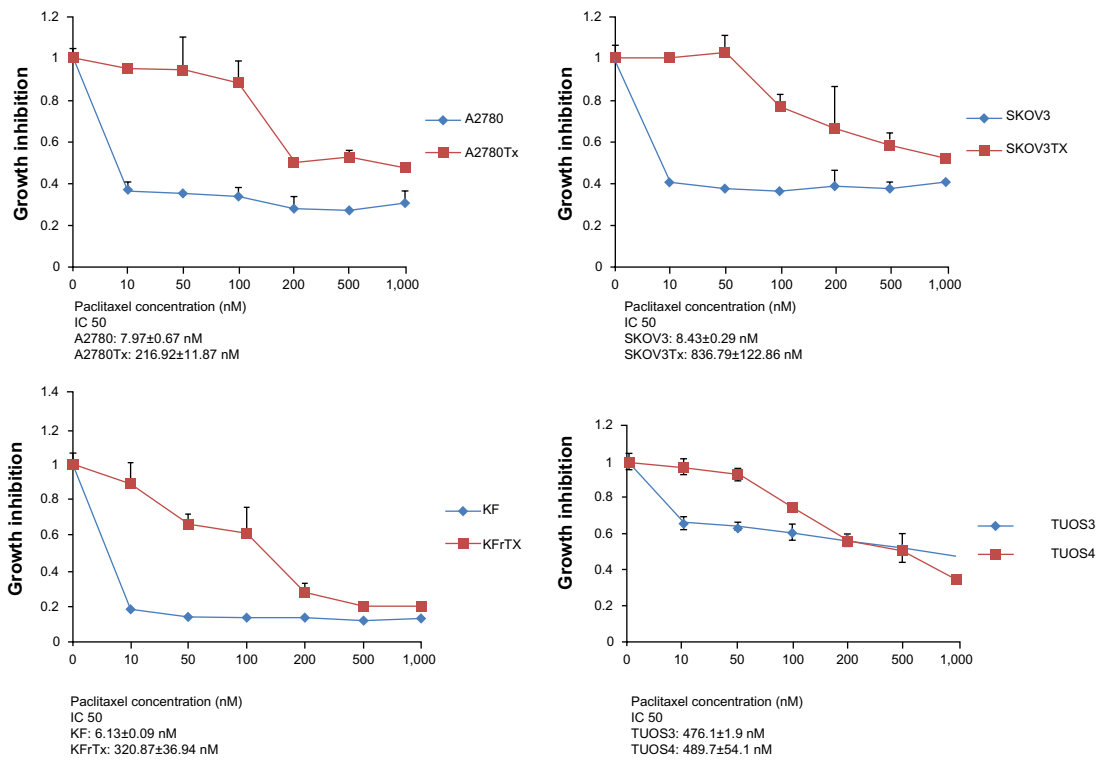 1.2
1
0.8
0.6
0.4
0.2
0
Growth inhibition
0 10 50 100 200 500 1,000
A2780
A2780Tx
Paclitaxel concentration (nM)
IC 50
A2780: 7.97±0.67 nM
A2780Tx: 216.92±11.87 nM
1.2
1
0.8
0.6
0.4
0.2
0
Growth inhibition
0 10 50 100 200 500 1,000
SKOV3
SKOV3TX
Paclitaxel concentration (nM)
IC 50
SKOV3: 8.43±0.29 nM
SKOV3Tx: 836.79±122.86 nM
1.4
1.2
1
0.8
0.6
0.4
0.2
0
Growth inhibition
0 10 50 100 200 500 1,000
KF
KFrTX
Paclitaxel concentration (nM)
IC 50
KF: 6.13±0.09 nM
KFrTx: 320.87±36.94 nM
1.2
1
0.8
0.6
0.4
0.2
0
Growth inhibition
0 10 50 100 200 500 1,000
TUOS3
TUOS4
Paclitaxel concentration (nM)
IC 50
TUOS3: 476.1±1.9 nM
TUOS4: 489.7±54.1 nM